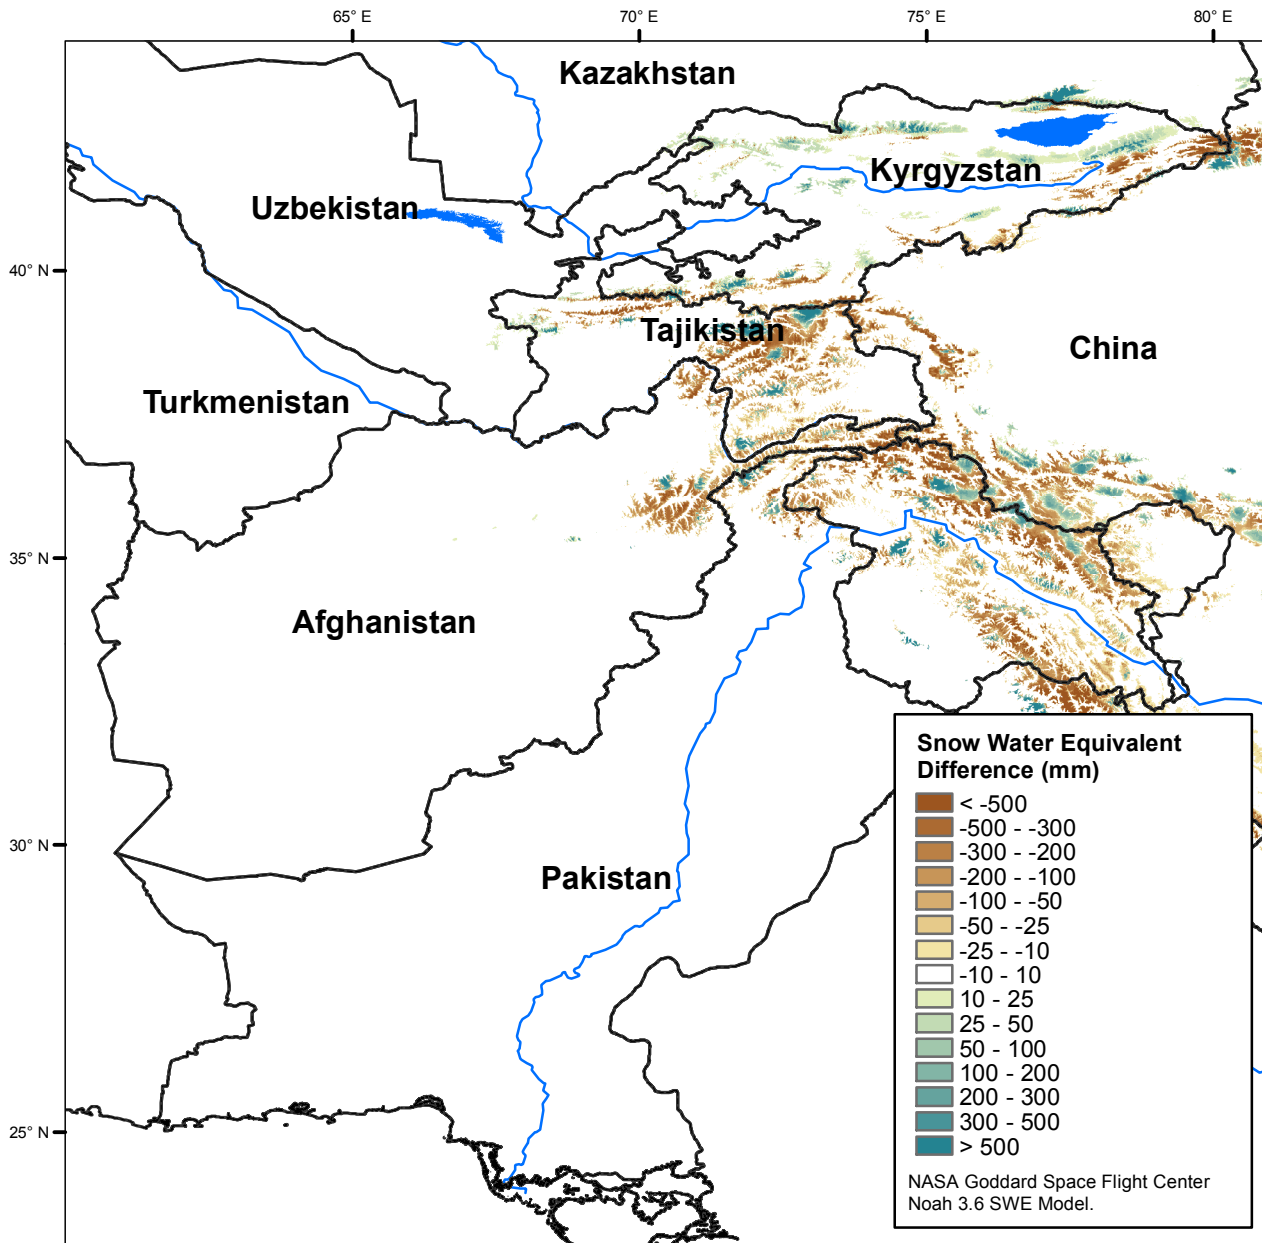 65° E
70° E
75° E
80° E
Kazakhstan
Kyrgyzstan
Uzbekistan
40° N
Tajikistan
China
Turkmenistan
35° N
Afghanistan
30° N
Pakistan
25° N
Snow Water Equivalent
Difference (mm)
< -500
-500 - -300
-300 - -200
-200 - -100
-100 - -50
-50 - -25
-25 - -10
-10 - 10
10 - 25
25 - 50
50 - 100
100 - 200
200 - 300
300 - 500
> 500
NASA Goddard Space Flight Center
Noah 3.6 SWE Model.